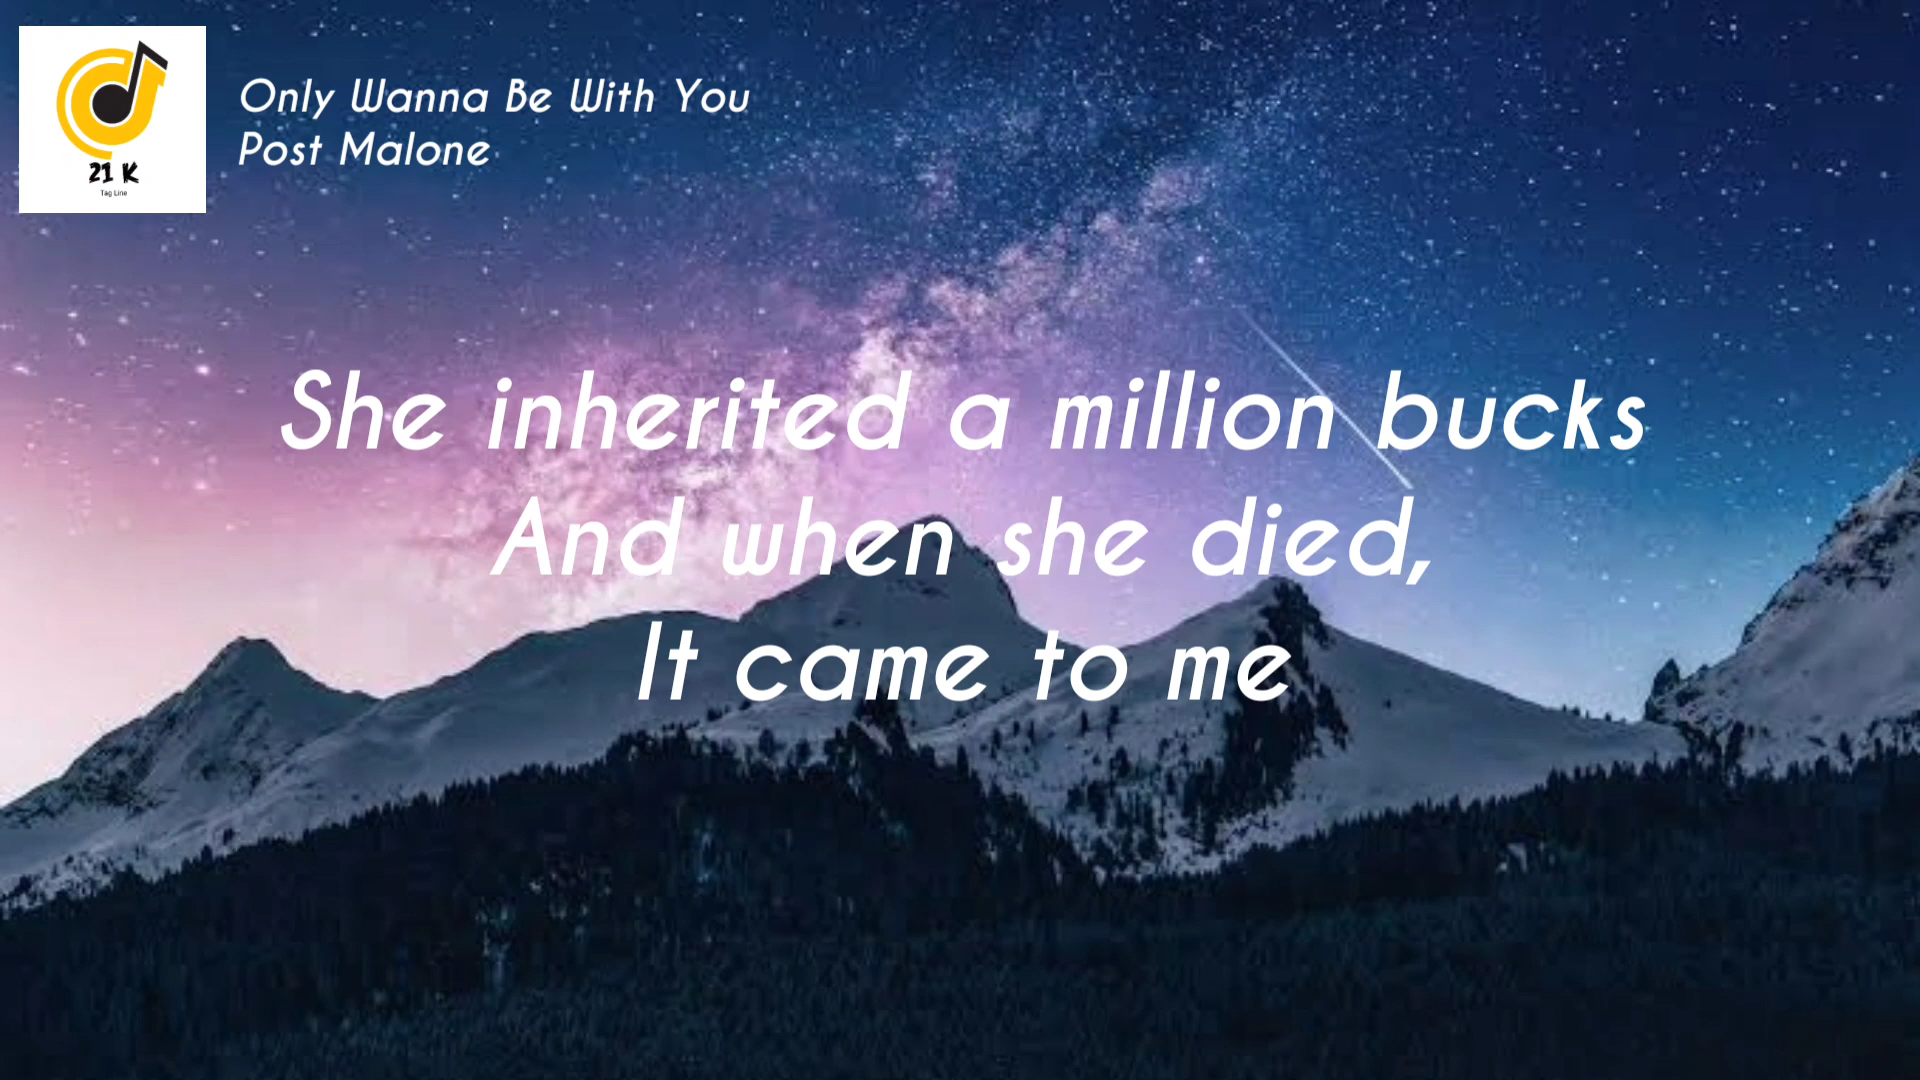 21 K
Tag Line
Only Wanna Be With You
Post Malone
She inherited a million bucks
And when she died,
It came to me